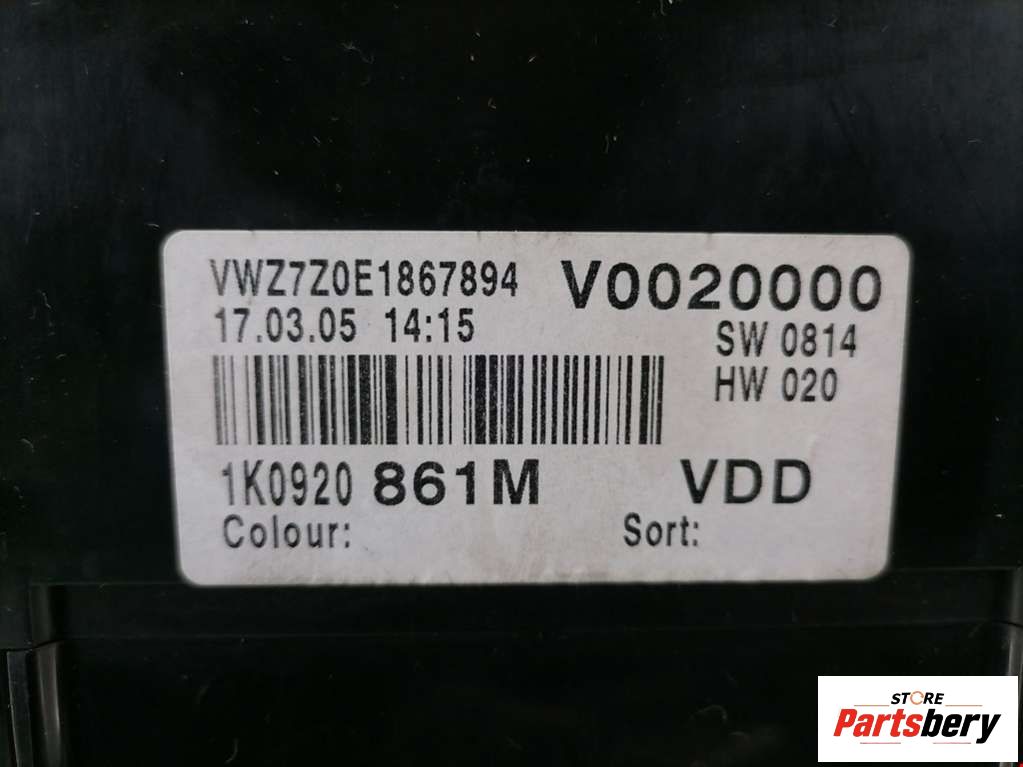 VWZ7Z0E1867894 V0020000
17.03.05 14:15 SW 0814
HW 020
1K0920 861M VDD
Colour: Sort:
STORE
Partsbery